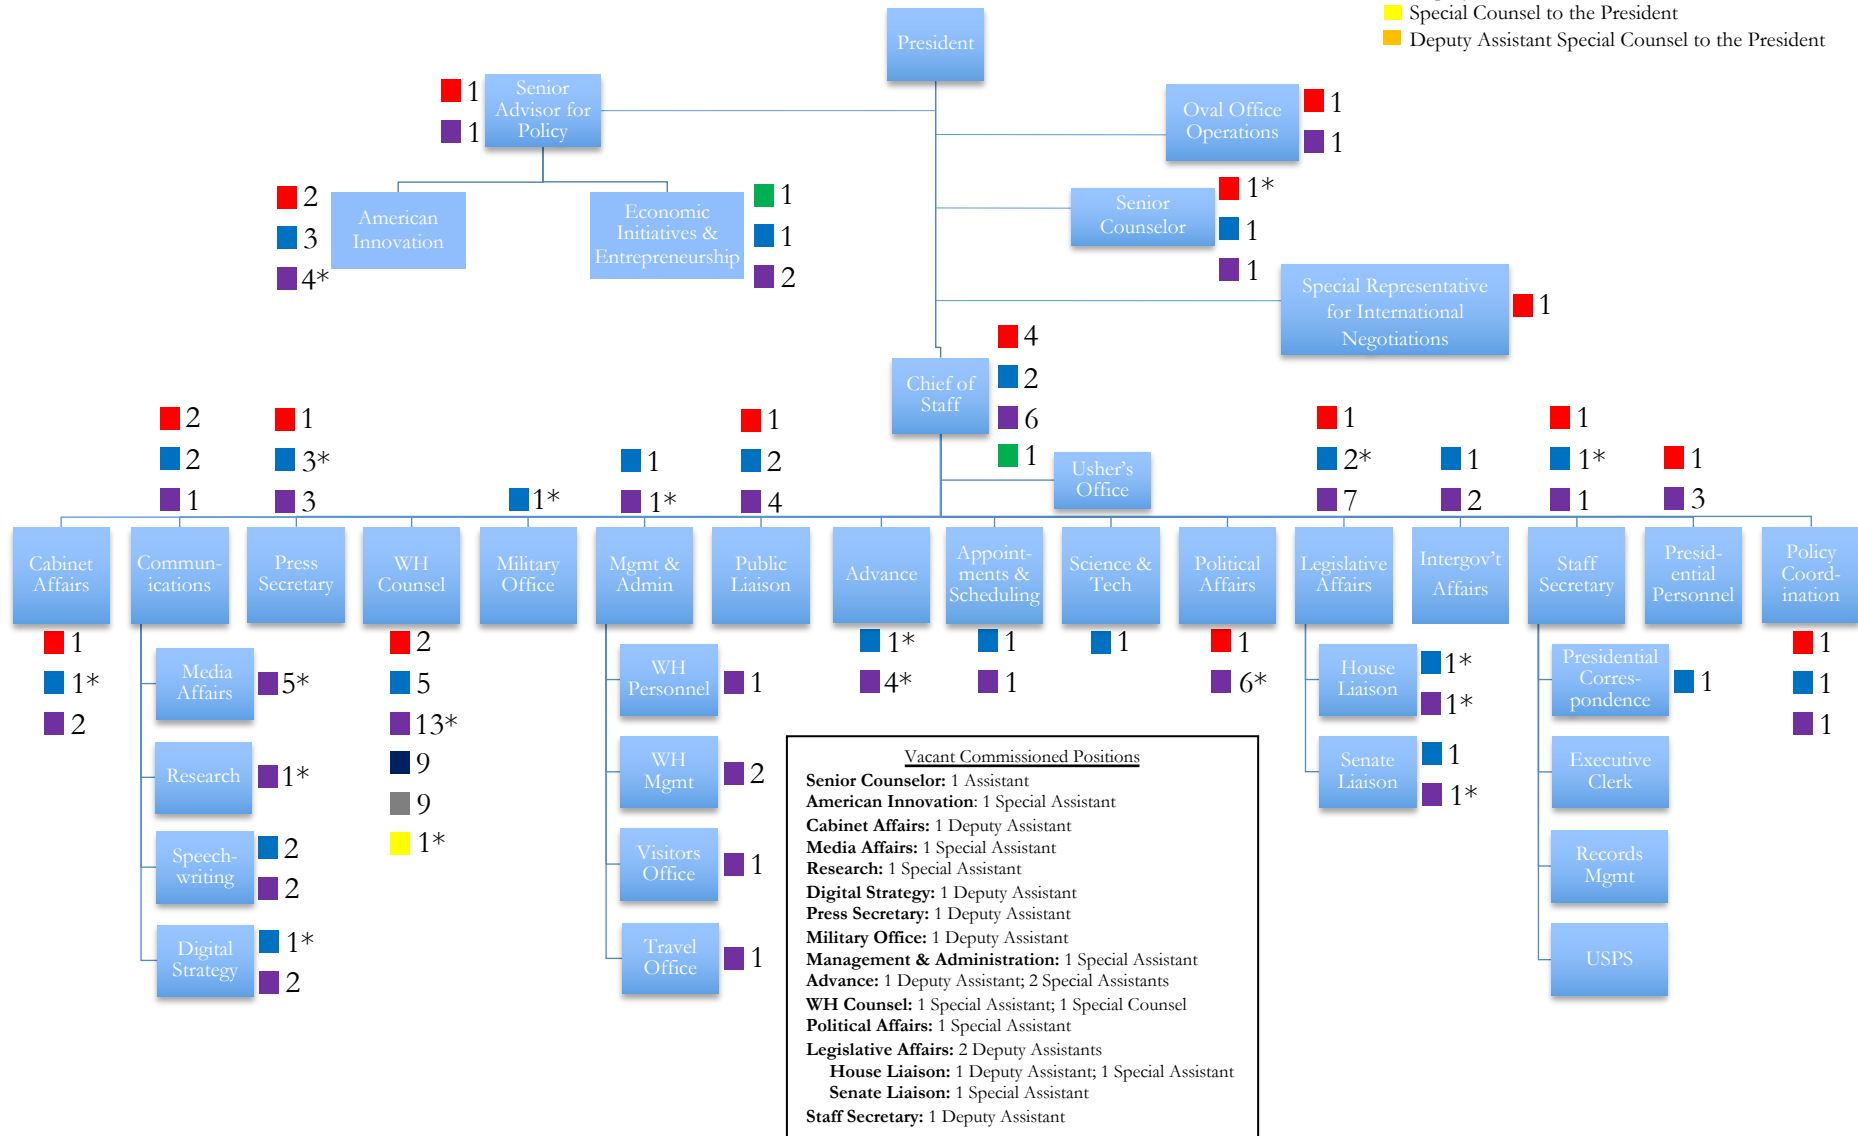 Special Counsel to the President
Deputy Assistant Special Counsel to the President
President
1
1
Senior
Advisor for
Policy
Oval Office
Operations
1
1
2
3
4*
American
Innovation
Economic
Initiatives &
Entrepreneurship
1
1
2
Senior
Counselor
1*
1
1
Special Representative
for International
Negotiations
1
Chief of
Staff
4
2
6
1
Usher's
Office
2
2
1
1
3*
3
1*
1
1*
1
2
4
1
2*
7
1
2
1
1*
1
1
3
Cabinet
Affairs
Commun-
ications
Press
Secretary
WH
Counsel
Military
Office
Mgmt &
Admin
Public
Liaison
Advance
Appoint-
ments &
Scheduling
Science &
Tech
Political
Affairs
Legislative
Affairs
Intergov't
Affairs
Staff
Secretary
Presid-
ential
Personnel
Policy
Coord-
ination
1
1*
2
Media
Affairs
5*
Research
1*
Speech-
writing
2
2
Digital
Strategy
1*
2
2
5
13*
9
9
1*
WH
Personnel
1
WH
Mgmt
2
Visitors
Office
1
Travel
Office
1
1*
4*
1
1
1
1
6*
House
Liaison
1*
1*
Senate
Liaison
1
1*
Presidential
Corres-
pondence
1
Executive
Clerk
Records
Mgmt
USPS
1
1
1
Vacant Commissioned Positions
Senior Counselor: 1 Assistant
American Innovation: 1 Special Assistant
Cabinet Affairs: 1 Deputy Assistant
Media Affairs: 1 Special Assistant
Research: 1 Special Assistant
Digital Strategy: 1 Deputy Assistant
Press Secretary: 1 Deputy Assistant
Military Office: 1 Deputy Assistant
Management & Administration: 1 Special Assistant
Advance: 1 Deputy Assistant; 2 Special Assistants
WH Counsel: 1 Special Assistant; 1 Special Counsel
Political Affairs: 1 Special Assistant
Legislative Affairs: 2 Deputy Assistants
House Liaison: 1 Deputy Assistant; 1 Special Assistant
Senate Liaison: 1 Special Assistant
Staff Secretary: 1 Deputy Assistant